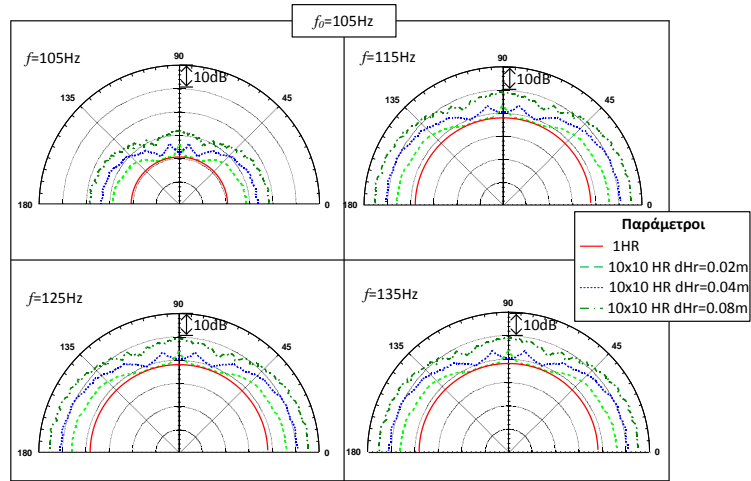 f₀=105Hz
f=105Hz
90
10dB
135
45
180
0
f=115Hz
90
10dB
135
45
180
0
Παράμετροι
1HR
10x10 HR dHr=0.02m
10x10 HR dHr=0.04m
10x10 HR dHr=0.08m
f=125Hz
90
10dB
135
45
180
0
f=135Hz
90
10dB
135
45
180
0